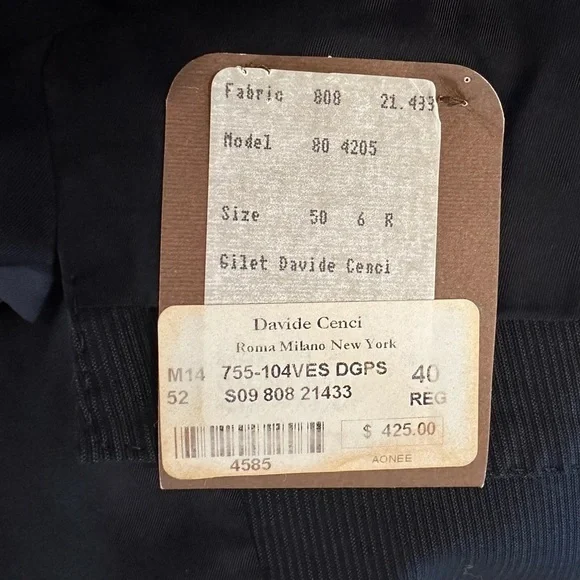 Fabric 808 21.433
Model 80 4205
Size 50 6 R
Gilet Davide Cenci
Davide Cenci
Roma Milano New York
M14 755-104VES DGPS 40
52 S09 808 21433 REG
$ 425.00
4585 AONEE